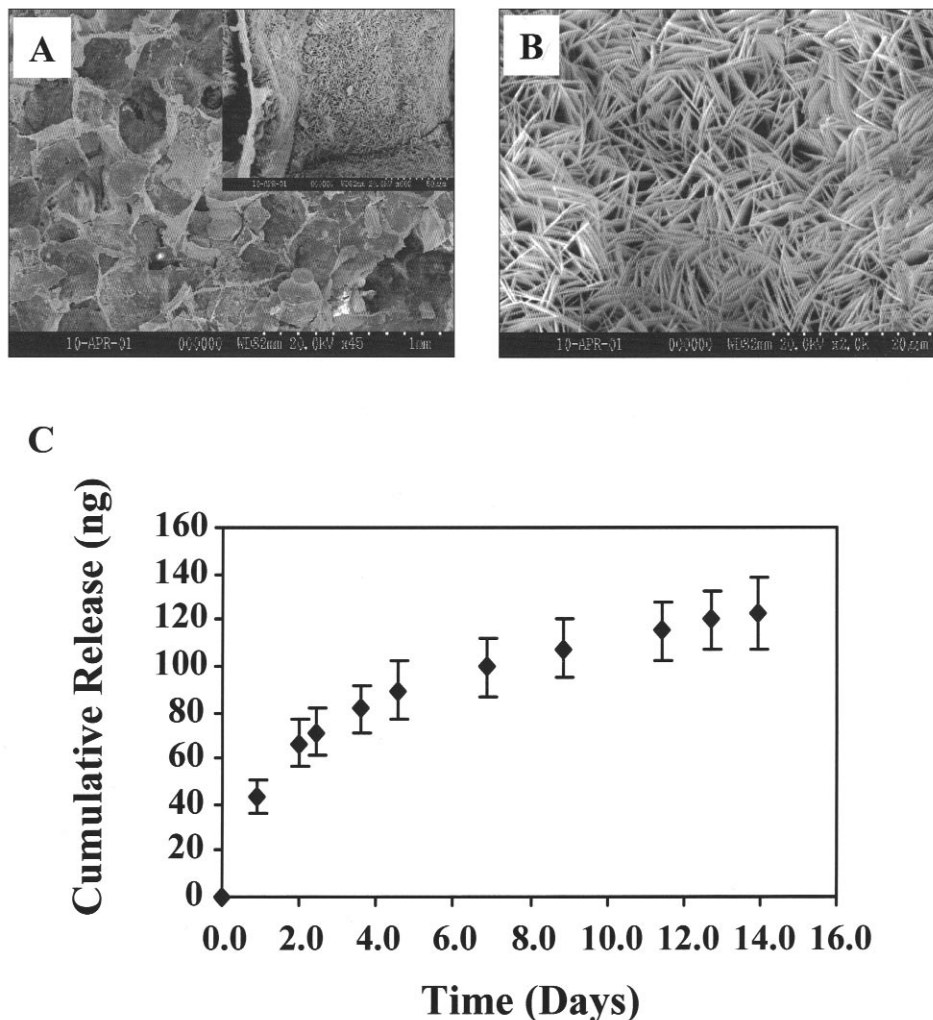 A
10-APR-01 000000 WD32mm 20.0kV x45 1mm
B
10-APR-01 000000 WD32mm 20.0kV x2.0k 20µm
C
Cumulative Release (ng)
160
140
120
100
80
60
40
20
0
0.0 2.0 4.0 6.0 8.0 10.0 12.0 14.0 16.0
Time (Days)